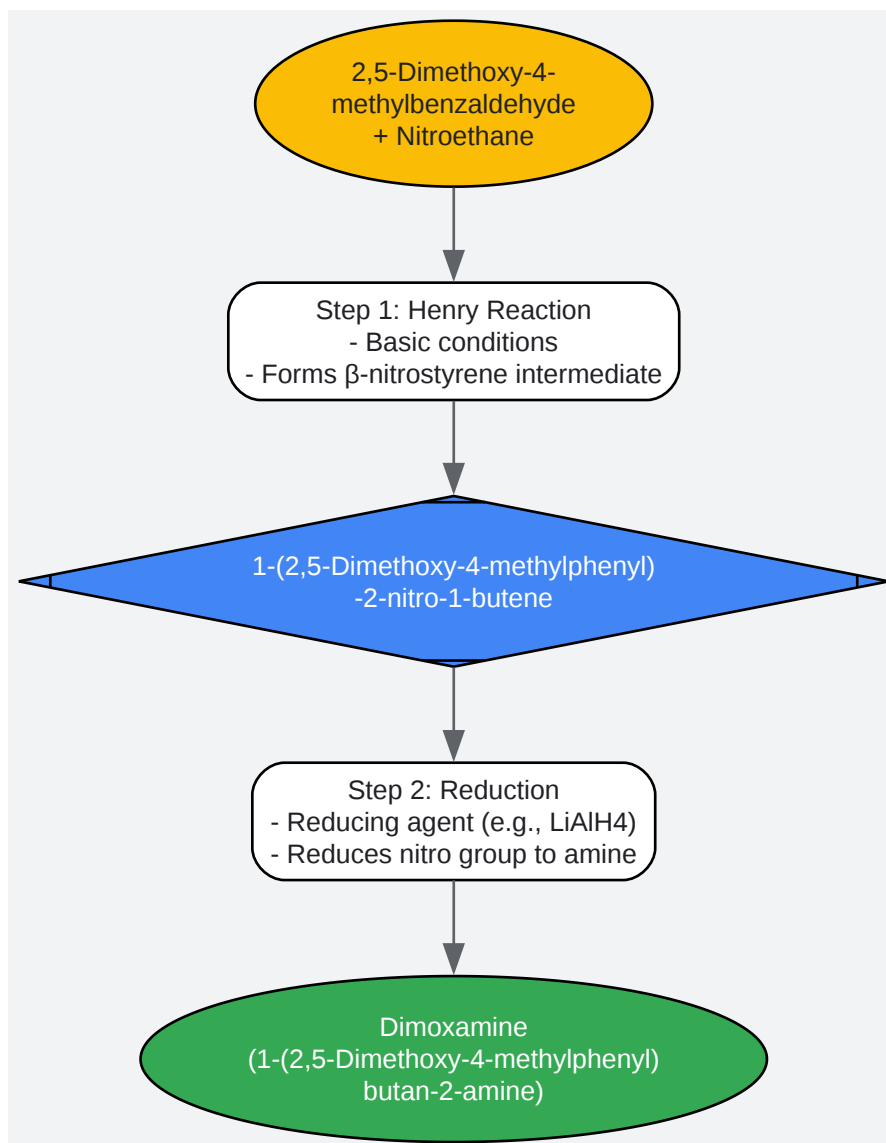 2,5-Dimethoxy-4-
methylbenzaldehyde
+ Nitroethane
Step 1: Henry Reaction
- Basic conditions
- Forms β-nitrostyrene intermediate
1-(2,5-Dimethoxy-4-methylphenyl)
-2-nitro-1-butene
Step 2: Reduction
- Reducing agent (e.g., LiAlH4)
- Reduces nitro group to amine
Dimoxamine
(1-(2,5-Dimethoxy-4-methylphenyl)
butan-2-amine)